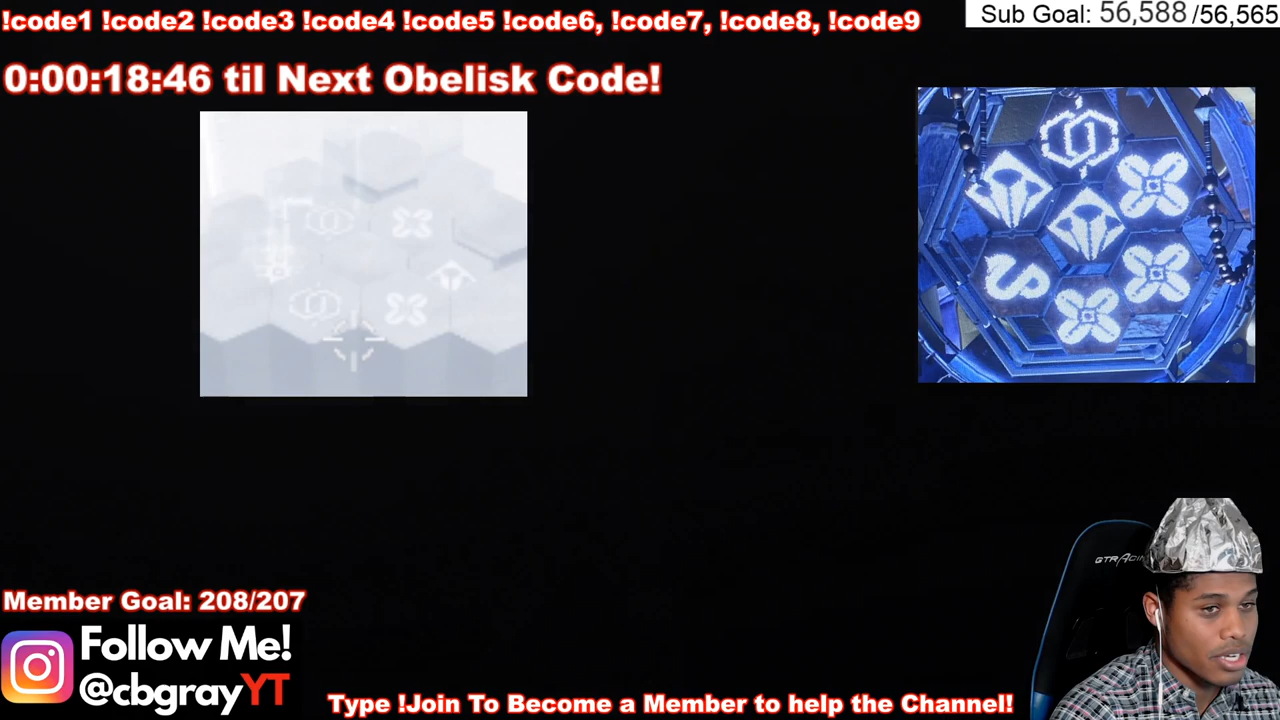 !code1 !code2 !code3 !code4 !code5 !code6, !code7, !code8, !code9
Sub Goal: 56,588 /56,565
0:00:18:46 til Next Obelisk Code!
GTRACIN
Member Goal: 208/207
Follow Me!
@cbgrayYT
Type !Join To Become a Member to help the Channel!